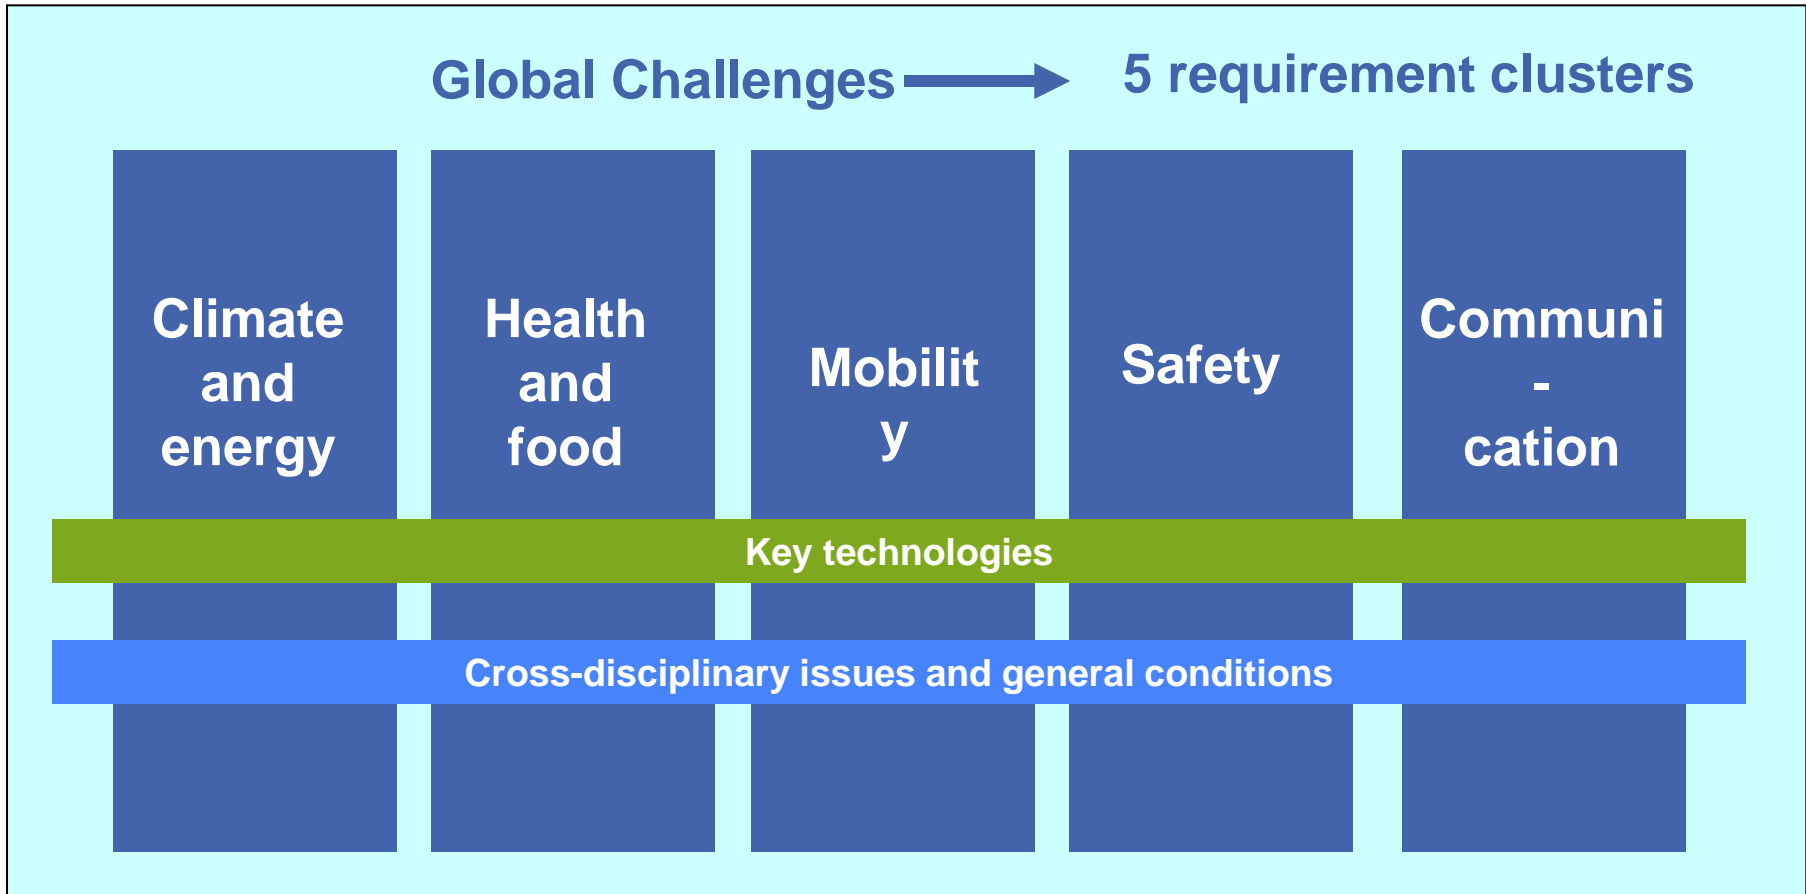 Global Challenges
5 requirement clusters
Climate
and
energy
Health
and
food
Mobilit
y
Safety
Communi
-
cation
Key technologies
Cross-disciplinary issues and general conditions